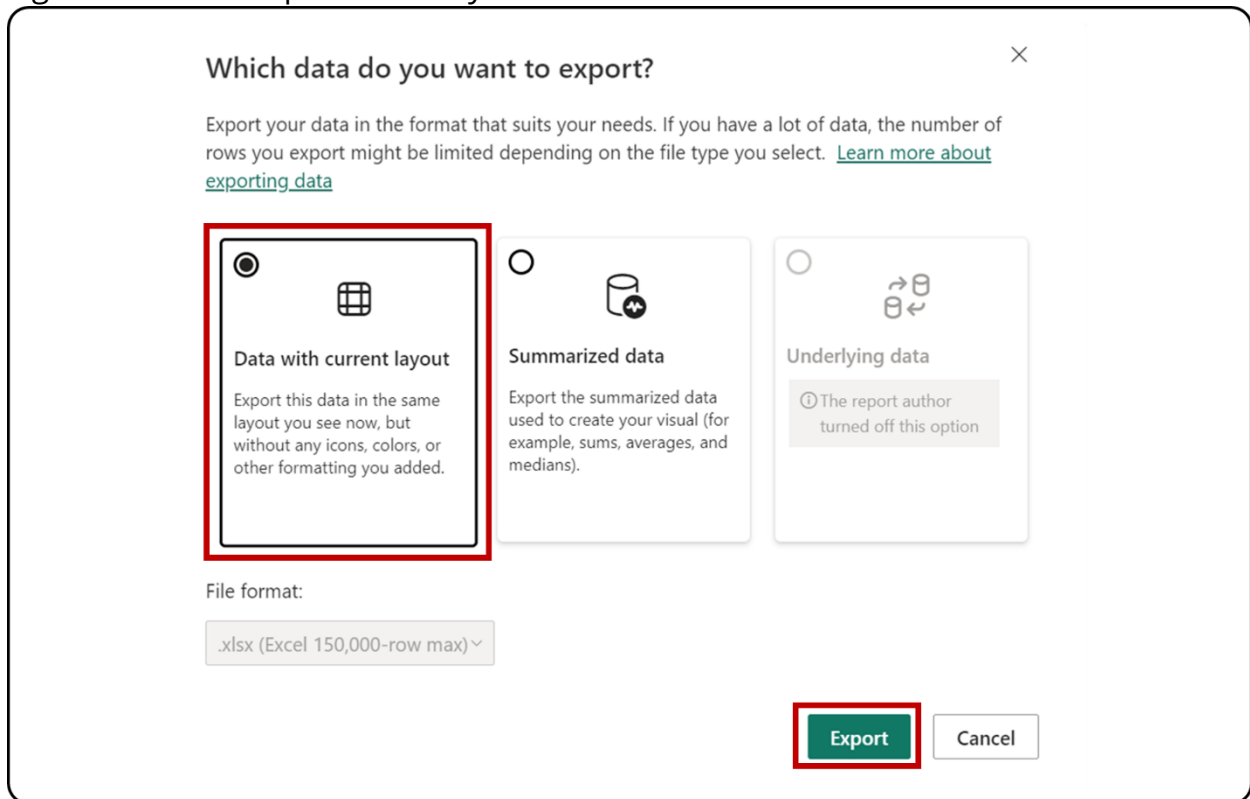 Which data do you want to export?
Export your data in the format that suits your needs. If you have a lot of data, the number of
rows you export might be limited depending on the file type you select. Learn more about
exporting data
Data with current layout
Export this data in the same
layout you see now, but
without any icons, colors, or
other formatting you added.
Summarized data
Export the summarized data
used to create your visual (for
example, sums, averages, and
medians).
Underlying data
The report author
turned off this option
File format:
.xlsx (Excel 150,000-row max)
Export
Cancel